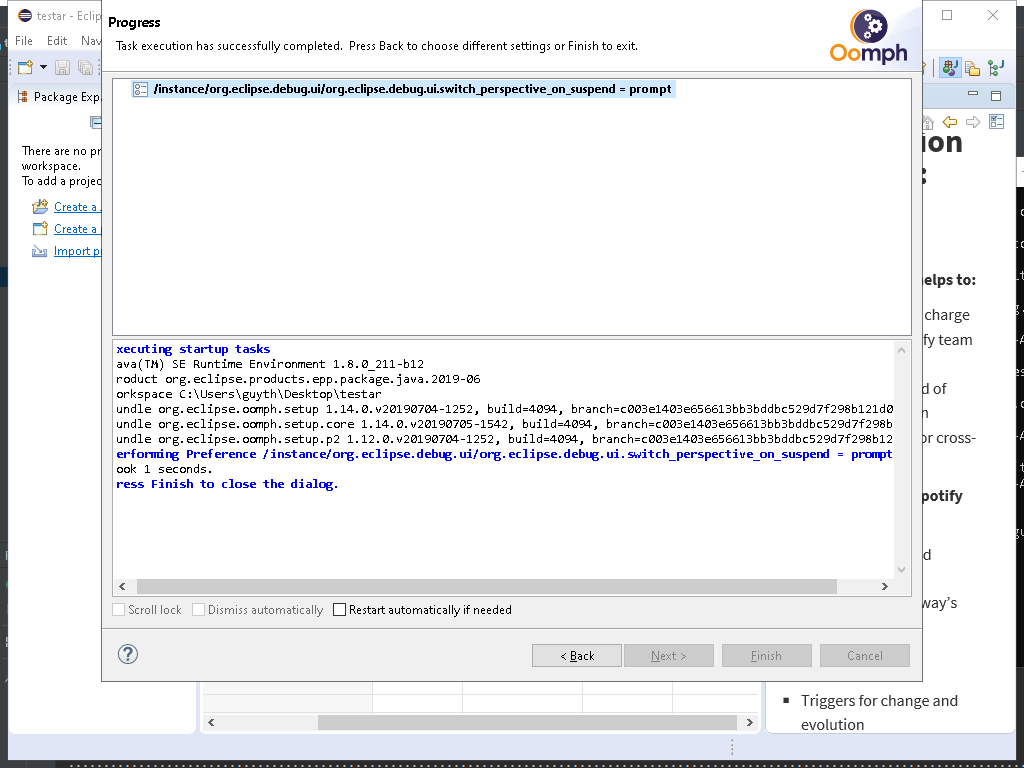 testar - Eclip
Progress
Task execution has successfully completed. Press Back to choose different settings or Finish to exit.
Oomph
File Edit Nav
/instance/org.eclipse.debug.ui/org.eclipse.debug.ui.switch_perspective_on_suspend = prompt
Package Exp
There are no pr
workspace.
To add a projec
Create a
Create a
Import p
ion
:
elps to:
charge
fy team
d of
n
or cross-
potify
d
way's
xecuting startup tasks
ava(TM) SE Runtime Environment 1.8.0_211-b12
roduct org.eclipse.products.epp.package.java.2019-06
orkspace C:\Users\guyth\Desktop\testar
undle org.eclipse.oomph.setup 1.14.0.v20190704-1252, build=4094, branch=c003e1403e656613bb3bddbc529d7f298b121d0
undle org.eclipse.oomph.setup.core 1.14.0.v20190705-1542, build=4094, branch=c003e1403e656613bb3bddbc529d7f298b
undle org.eclipse.oomph.setup.p2 1.12.0.v20190704-1252, build=4094, branch=c003e1403e656613bb3bddbc529d7f298b12
erforming Preference /instance/org.eclipse.debug.ui/org.eclipse.debug.ui.switch_perspective_on_suspend = prompt
ook 1 seconds.
ress Finish to close the dialog.
Scroll lock Dismiss automatically Restart automatically if needed
? < Back Next > Finish Cancel
▪ Triggers for change and
evolution